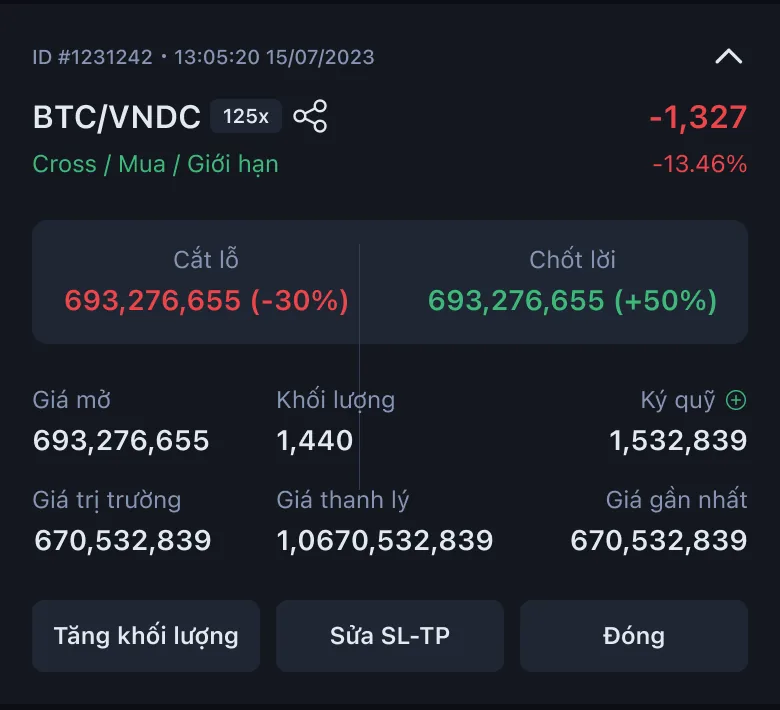 ID #1231242 • 13:05:20 15/07/2023
BTC/VNDC 125x -1,327
Cross / Mua / Giới hạn -13.46%
Cắt lỗ Chốt lời
693,276,655 (-30%) 693,276,655 (+50%)
Giá mở Khối lượng Ký quỹ
693,276,655 1,440 1,532,839
Giá trị trường Giá thanh lý Giá gần nhất
670,532,839 1,0670,532,839 670,532,839
Tăng khối lượng Sửa SL-TP Đóng